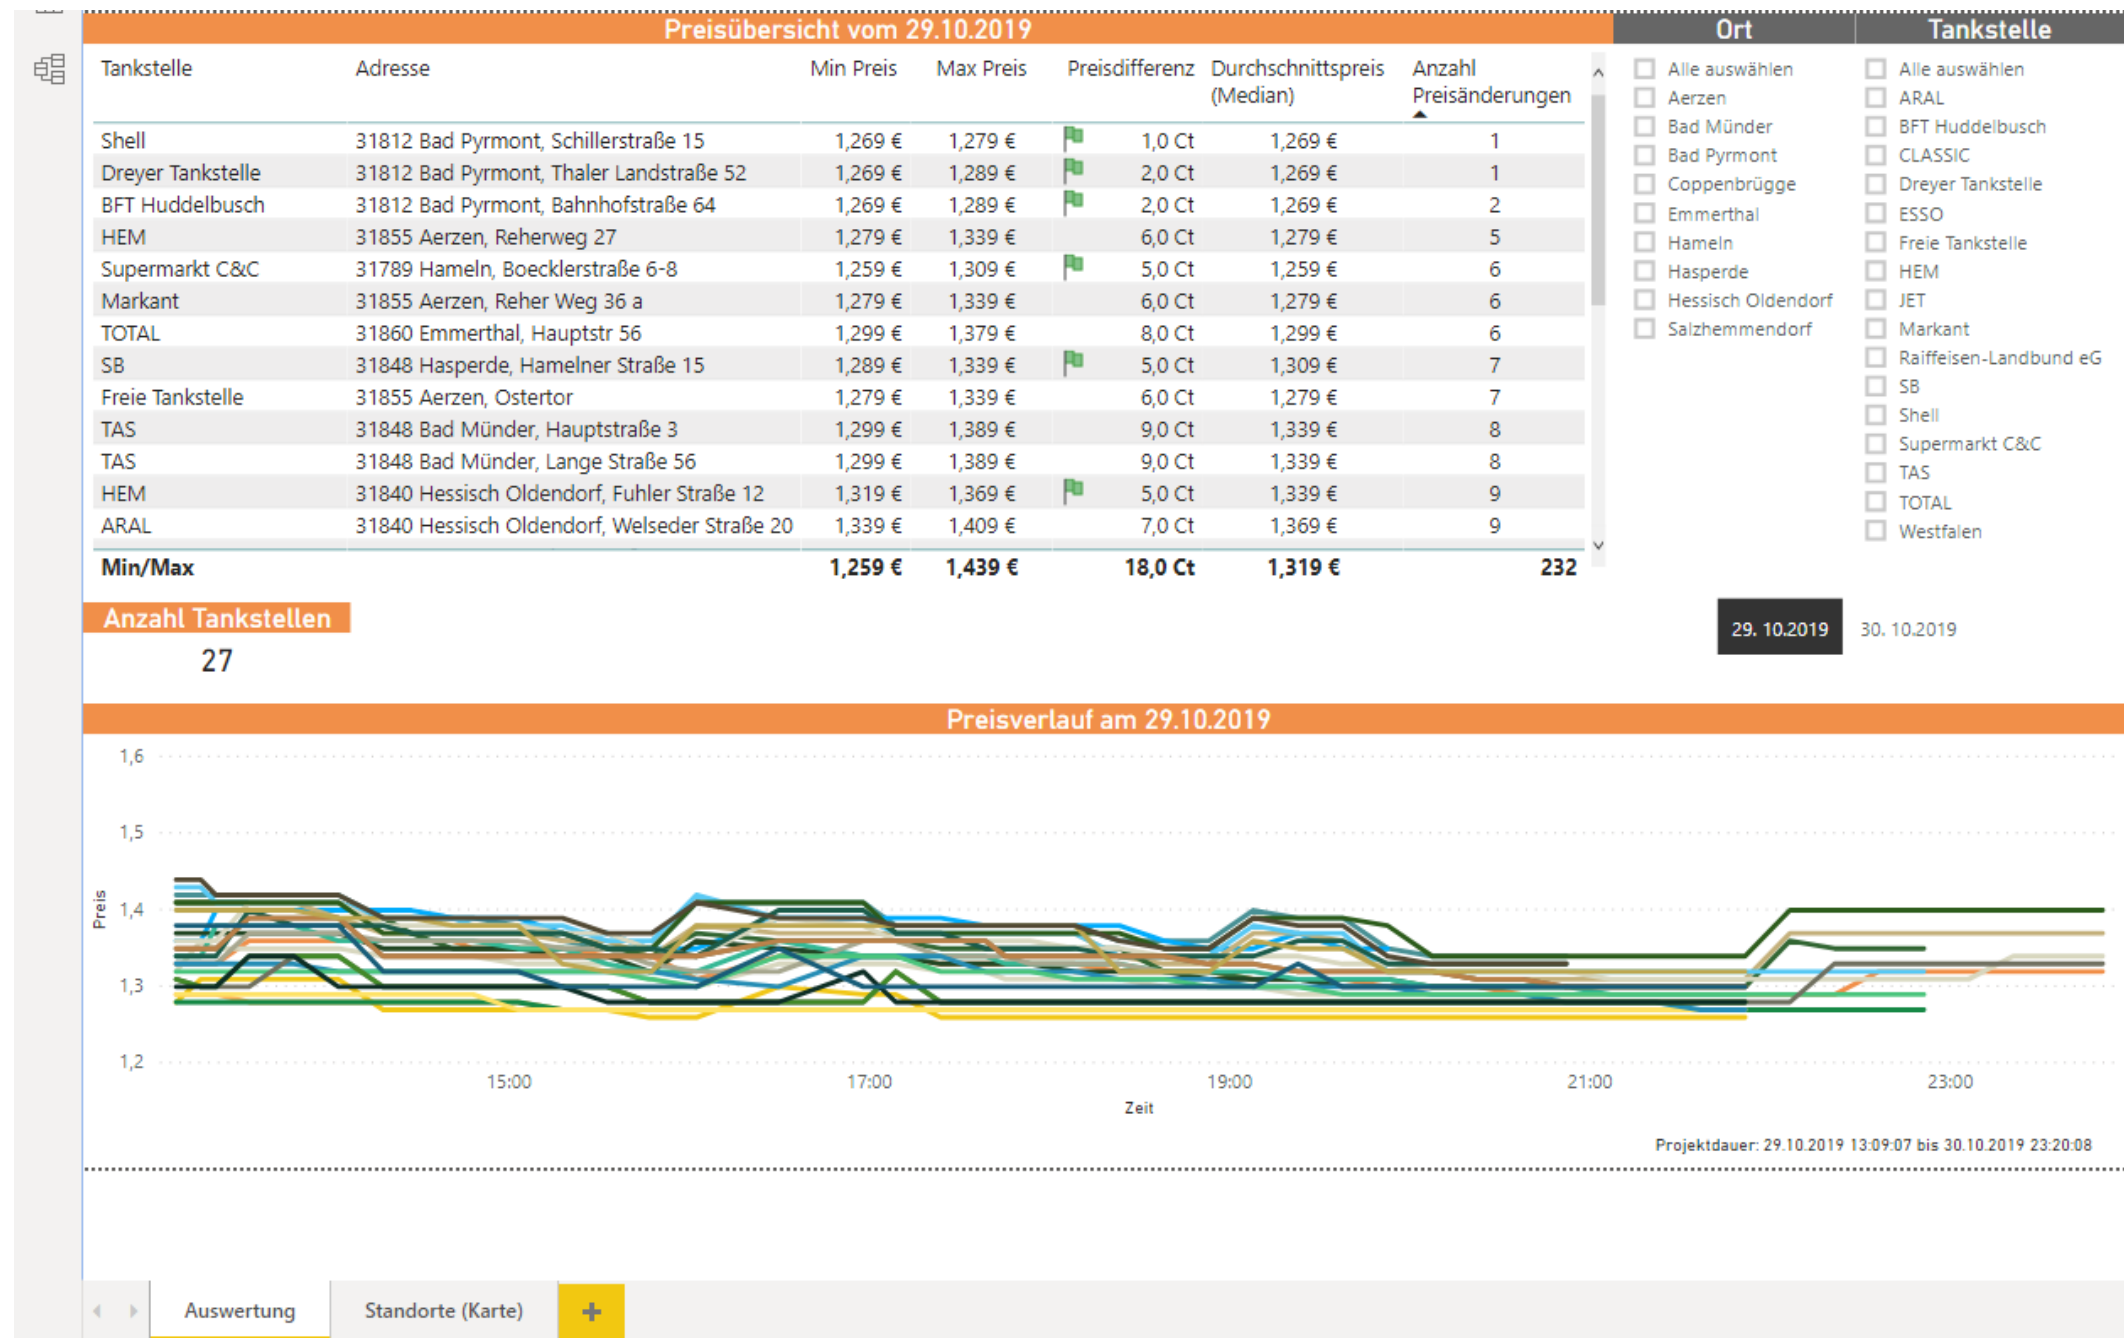 Preisübersicht vom 29.10.2019
Ort
Tankstelle
Tankstelle Adresse Min Preis Max Preis Preisdifferenz Durchschnittspreis (Median) Anzahl Preisänderungen
Shell 31812 Bad Pyrmont, Schillerstraße 15 1,269 € 1,279 € 1,0 Ct 1,269 € 1
Dreyer Tankstelle 31812 Bad Pyrmont, Thaler Landstraße 52 1,269 € 1,289 € 2,0 Ct 1,269 € 1
BFT Huddelbusch 31812 Bad Pyrmont, Bahnhofstraße 64 1,269 € 1,289 € 2,0 Ct 1,269 € 2
HEM 31855 Aerzen, Reherweg 27 1,279 € 1,339 € 6,0 Ct 1,279 € 5
Supermarkt C&C 31789 Hameln, Boecklerstraße 6-8 1,259 € 1,309 € 5,0 Ct 1,259 € 6
Markant 31855 Aerzen, Reher Weg 36 a 1,279 € 1,339 € 6,0 Ct 1,279 € 6
TOTAL 31860 Emmerthal, Hauptstr 56 1,299 € 1,379 € 8,0 Ct 1,299 € 6
SB 31848 Hasperde, Hamelner Straße 15 1,289 € 1,339 € 5,0 Ct 1,309 € 7
Freie Tankstelle 31855 Aerzen, Ostertor 1,279 € 1,339 € 6,0 Ct 1,279 € 7
TAS 31848 Bad Münder, Hauptstraße 3 1,299 € 1,389 € 9,0 Ct 1,339 € 8
TAS 31848 Bad Münder, Lange Straße 56 1,299 € 1,389 € 9,0 Ct 1,339 € 8
HEM 31840 Hessisch Oldendorf, Fuhler Straße 12 1,319 € 1,369 € 5,0 Ct 1,339 € 9
ARAL 31840 Hessisch Oldendorf, Welseder Straße 20 1,339 € 1,409 € 7,0 Ct 1,369 € 9
Min/Max 1,259 € 1,439 € 18,0 Ct 1,319 € 232
Alle auswählen
Aerzen
Bad Münder
Bad Pyrmont
Coppenbrügge
Emmerthal
Hameln
Hasperde
Hessisch Oldendorf
Salzhemmendorf
Alle auswählen
ARAL
BFT Huddelbusch
CLASSIC
Dreyer Tankstelle
ESSO
Freie Tankstelle
HEM
JET
Markant
Raiffeisen-Landbund eG
SB
Shell
Supermarkt C&C
TAS
TOTAL
Westfalen
Anzahl Tankstellen
27
29. 10.2019 30. 10.2019
Preisverlauf am 29.10.2019
1,6
1,5
1,4
1,3
1,2
Preis
15:00 17:00 19:00 21:00 23:00
Zeit
Projektdauer: 29.10.2019 13:09:07 bis 30.10.2019 23:20:08
Auswertung Standorte (Karte) +